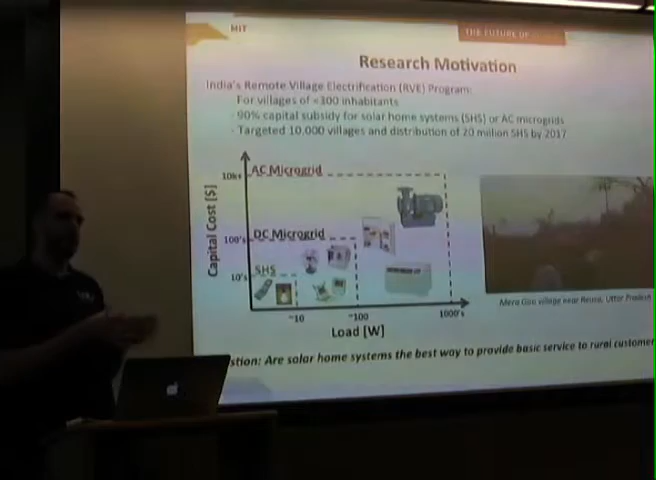 MIT
THE FUTURE OF
Research Motivation
India's Remote Village Electrification (RVE) Program:
For villages of <300 inhabitants
- 90% capital subsidy for solar home systems (SHS) or AC microgrids
- Targeted 10,000 villages and distribution of 20 million SHS by 2017
Capital Cost [$]
10k+
AC Microgrid
100's
DC Microgrid
10's
SHS
~10
~100
1000's
Load [W]
village near Reusa, Uttar Pradesh
stion: Are solar home systems the best way to provide basic service to rural customer